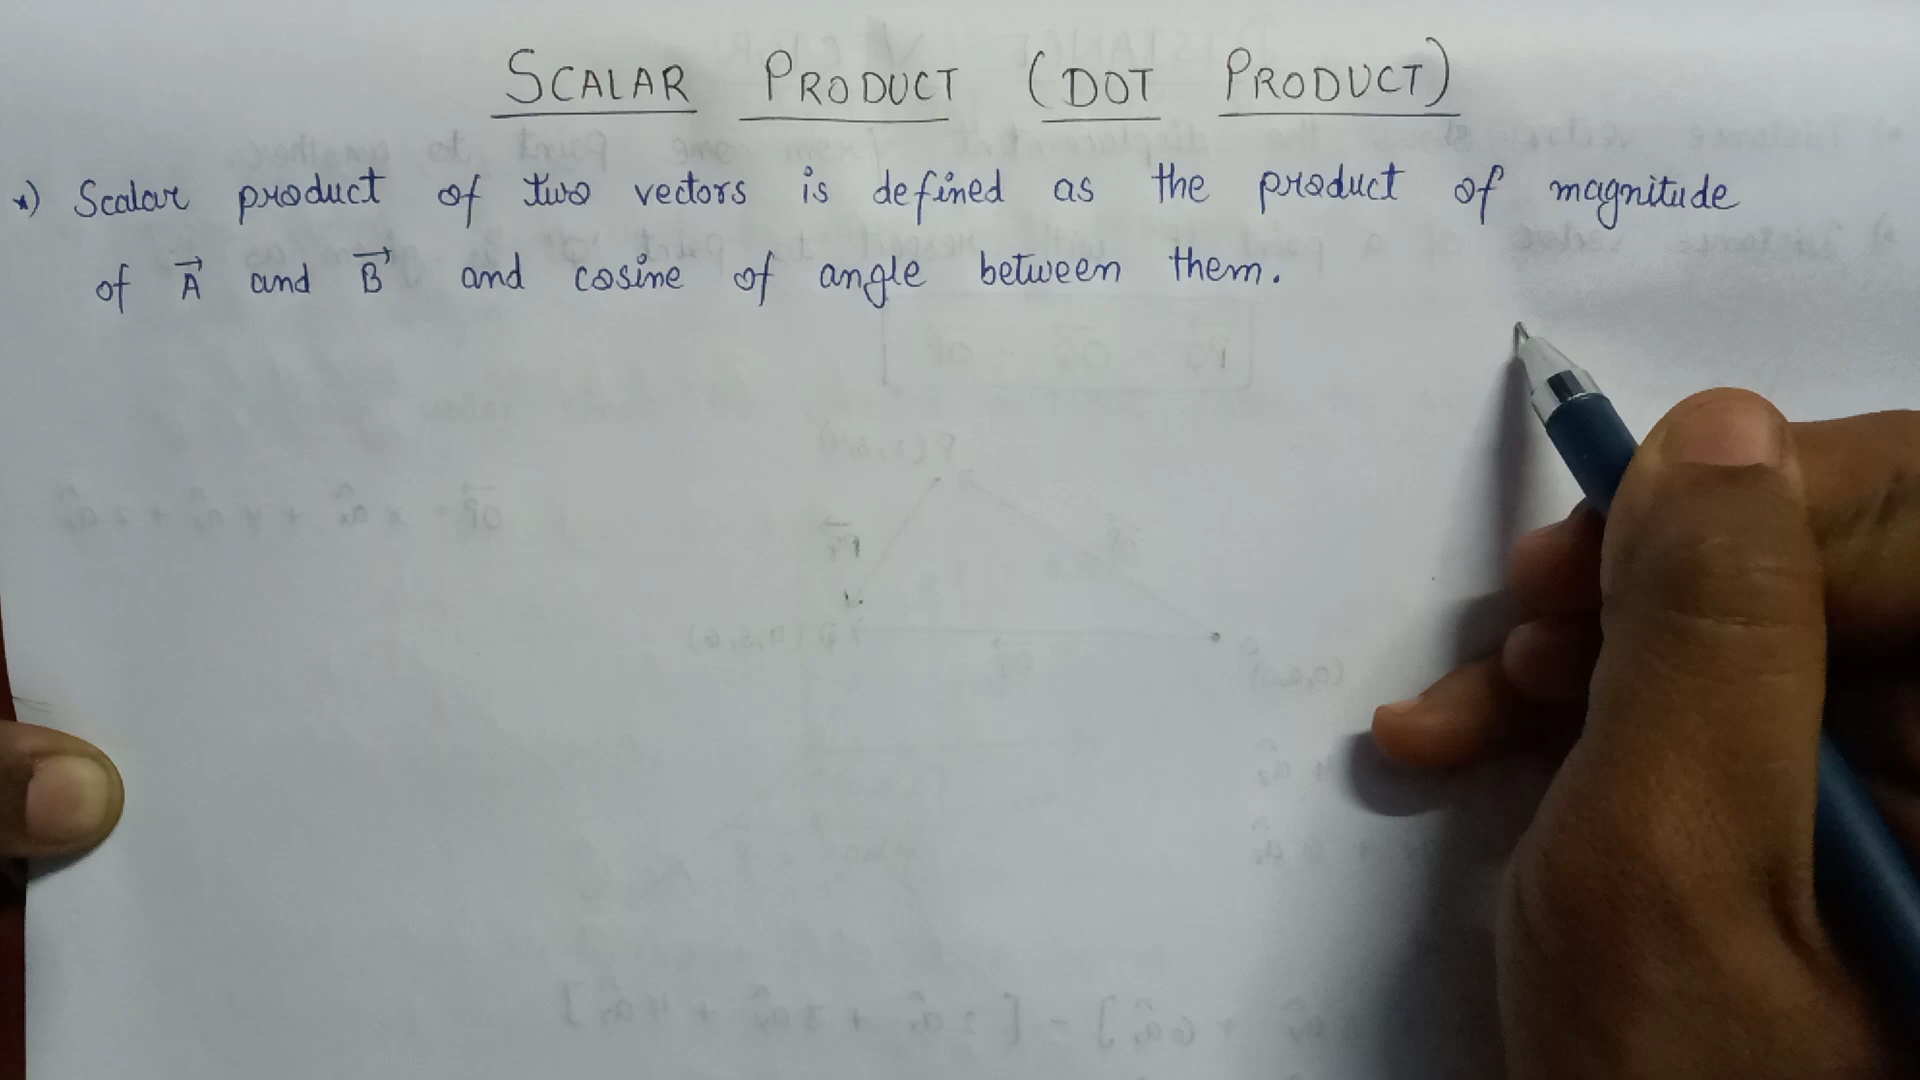 SCALAR PRODUCT (DOT PRODUCT)
*) Scalar product of two vectors is defined as the product of magnitude
of A⃗ and B⃗ and cosine of angle between them.